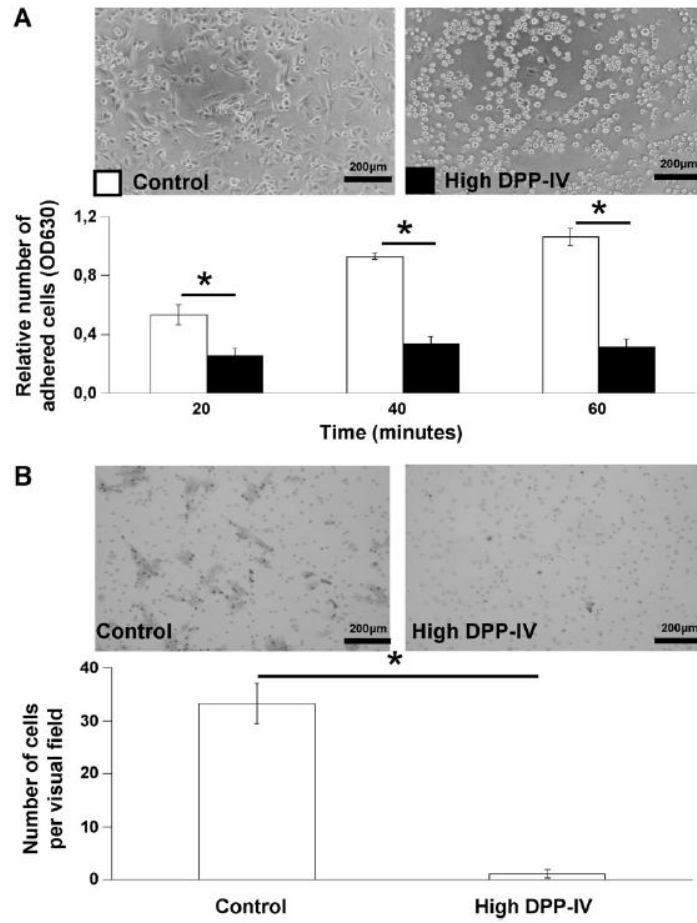 A
200µm
Control
200µm
High DPP-IV
Relative number of
adhered cells (OD630)
1,2
0,8
0,4
0,0
*
*
*
20
40
60
Time (minutes)
B
Control
200µm
High DPP-IV
200µm
Number of cells
per visual field
40
30
20
10
0
*
Control
High DPP-IV